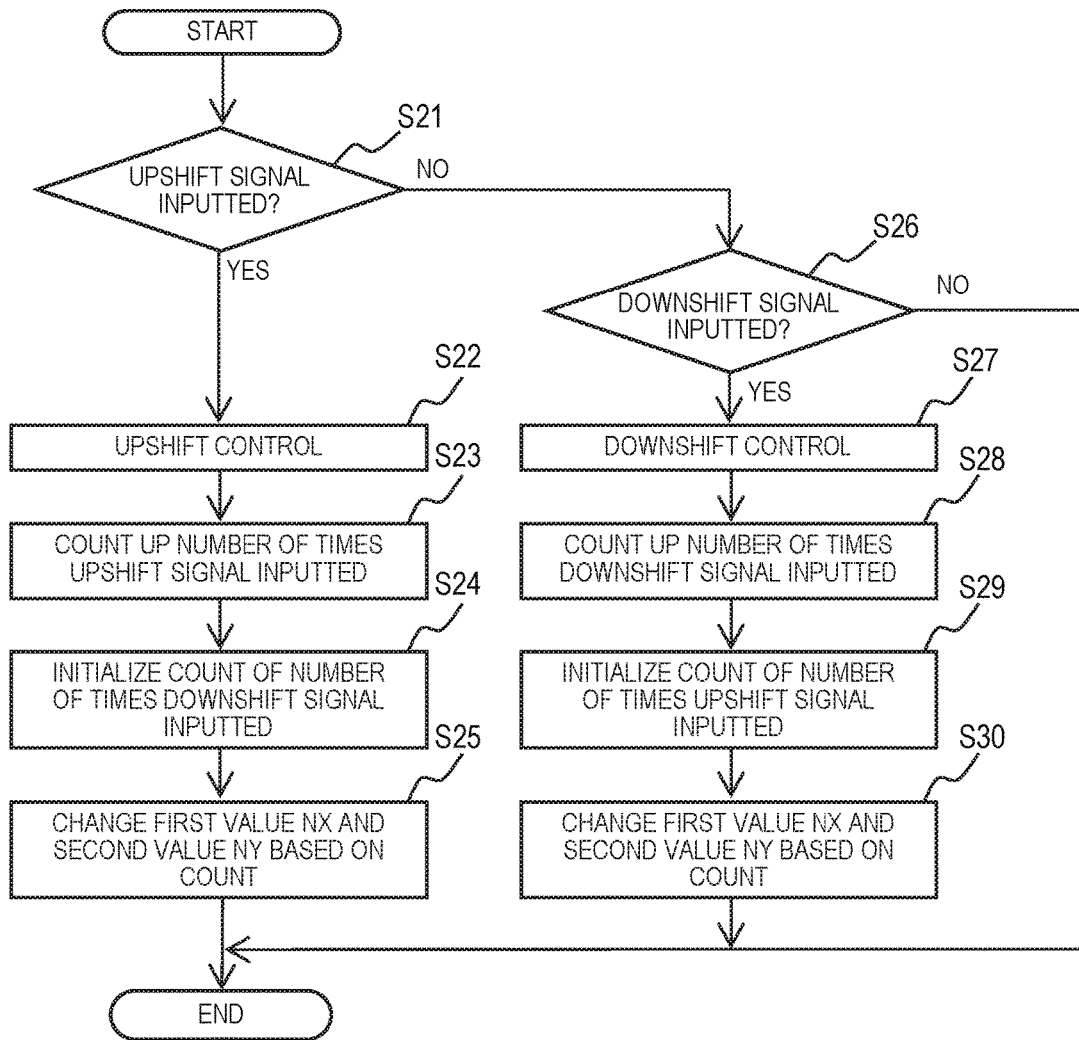 START
S21
UPSHIFT SIGNAL
INPUTTED?
NO
YES
S26
DOWNSHIFT SIGNAL
INPUTTED?
NO
YES
S22
UPSHIFT CONTROL
S23
COUNT UP NUMBER OF TIMES
UPSHIFT SIGNAL INPUTTED
S24
INITIALIZE COUNT OF NUMBER
OF TIMES DOWNSHIFT SIGNAL
INPUTTED
S25
CHANGE FIRST VALUE NX AND
SECOND VALUE NY BASED ON
COUNT
S27
DOWNSHIFT CONTROL
S28
COUNT UP NUMBER OF TIMES
DOWNSHIFT SIGNAL INPUTTED
S29
INITIALIZE COUNT OF NUMBER
OF TIMES UPSHIFT SIGNAL
INPUTTED
S30
CHANGE FIRST VALUE NX AND
SECOND VALUE NY BASED ON
COUNT
END